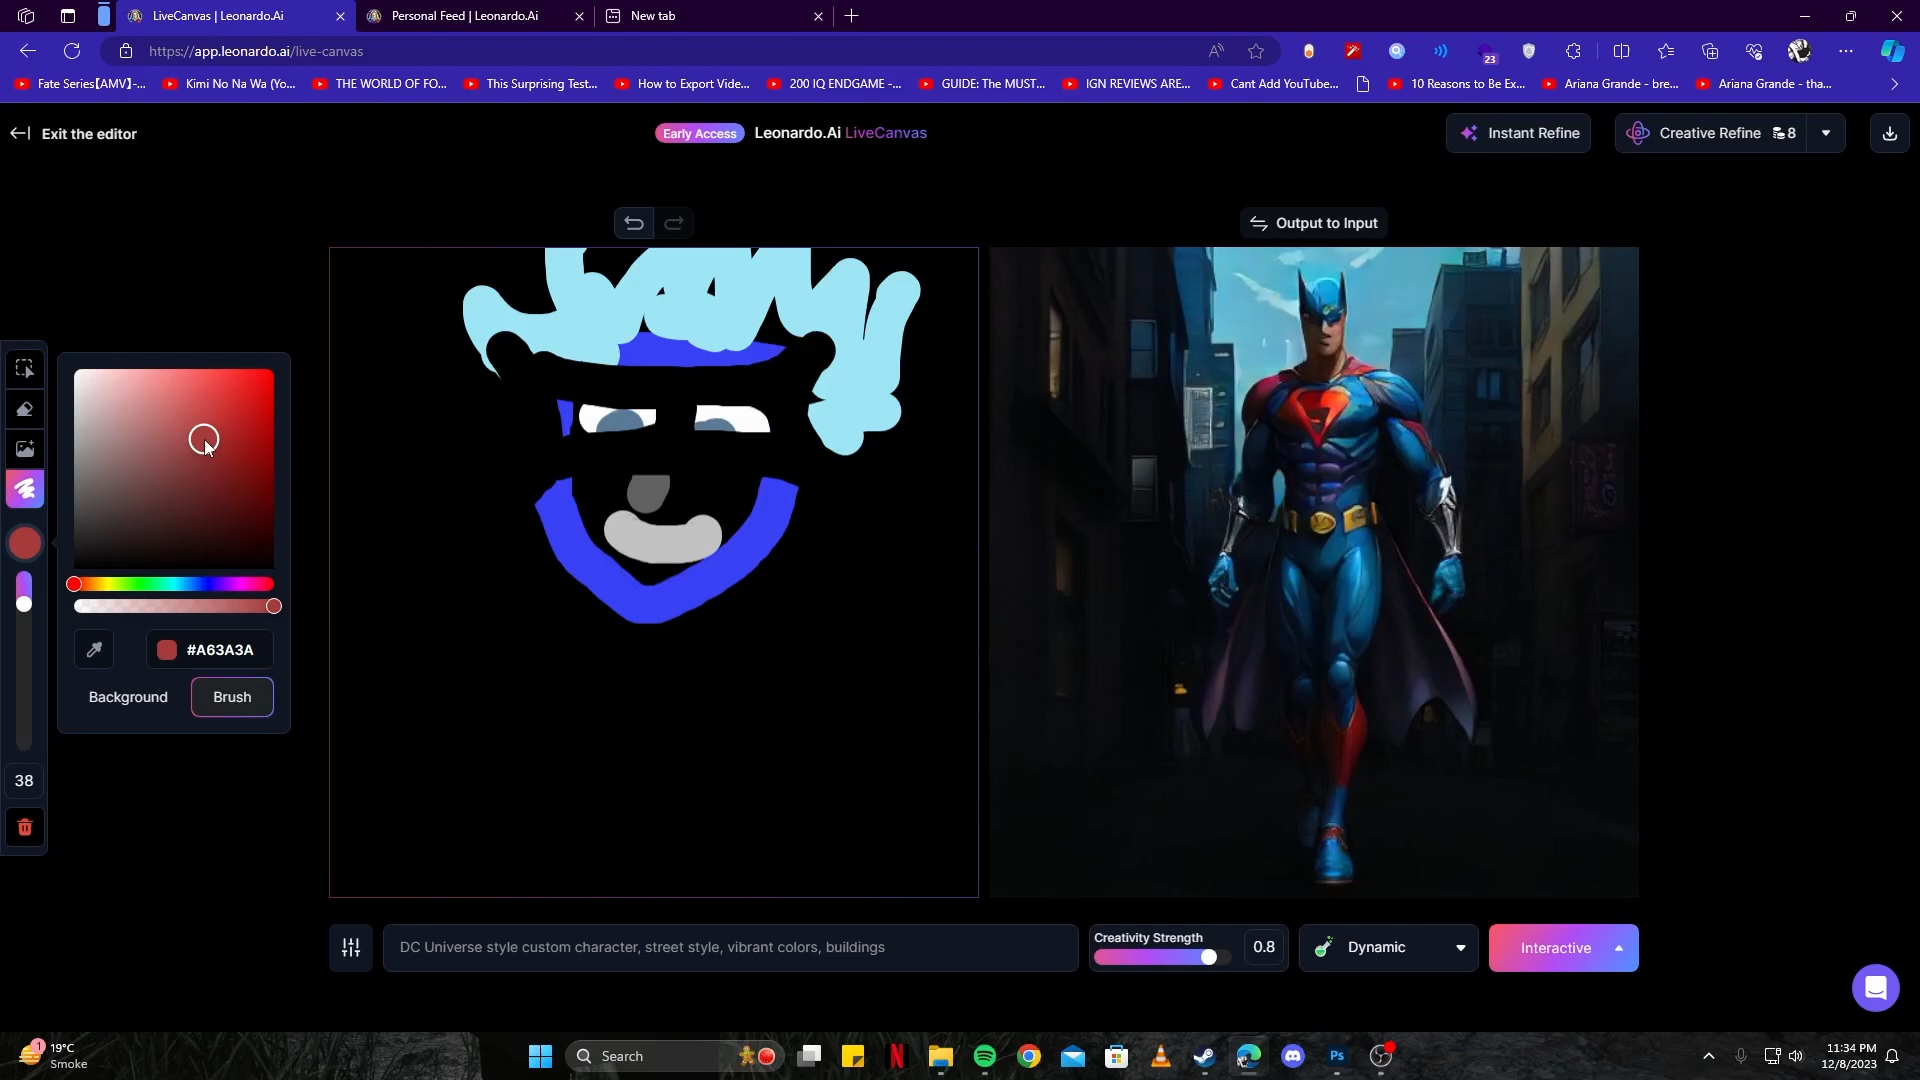 LiveCanvas | Leonardo.Ai
Personal Feed | Leonardo.Ai
New tab
https://app.leonardo.ai/live-canvas
23
Fate Series【AMV】-...
Kimi No Na Wa (Yo...
THE WORLD OF FO...
This Surprising Test...
How to Export Vide...
200 IQ ENDGAME -...
GUIDE: The MUST...
IGN REVIEWS ARE...
Cant Add YouTube...
10 Reasons to Be Ex...
Ariana Grande - bre...
Ariana Grande - tha...
Exit the editor
Early Access Leonardo.Ai LiveCanvas
Instant Refine
Creative Refine 8
Output to Input
#A63A3A
Background
Brush
38
DC Universe style custom character, street style, vibrant colors, buildings
Creativity Strength
0.8
Dynamic
Interactive
1
19°C
Smoke
Search
Ps
11:34 PM
12/8/2023